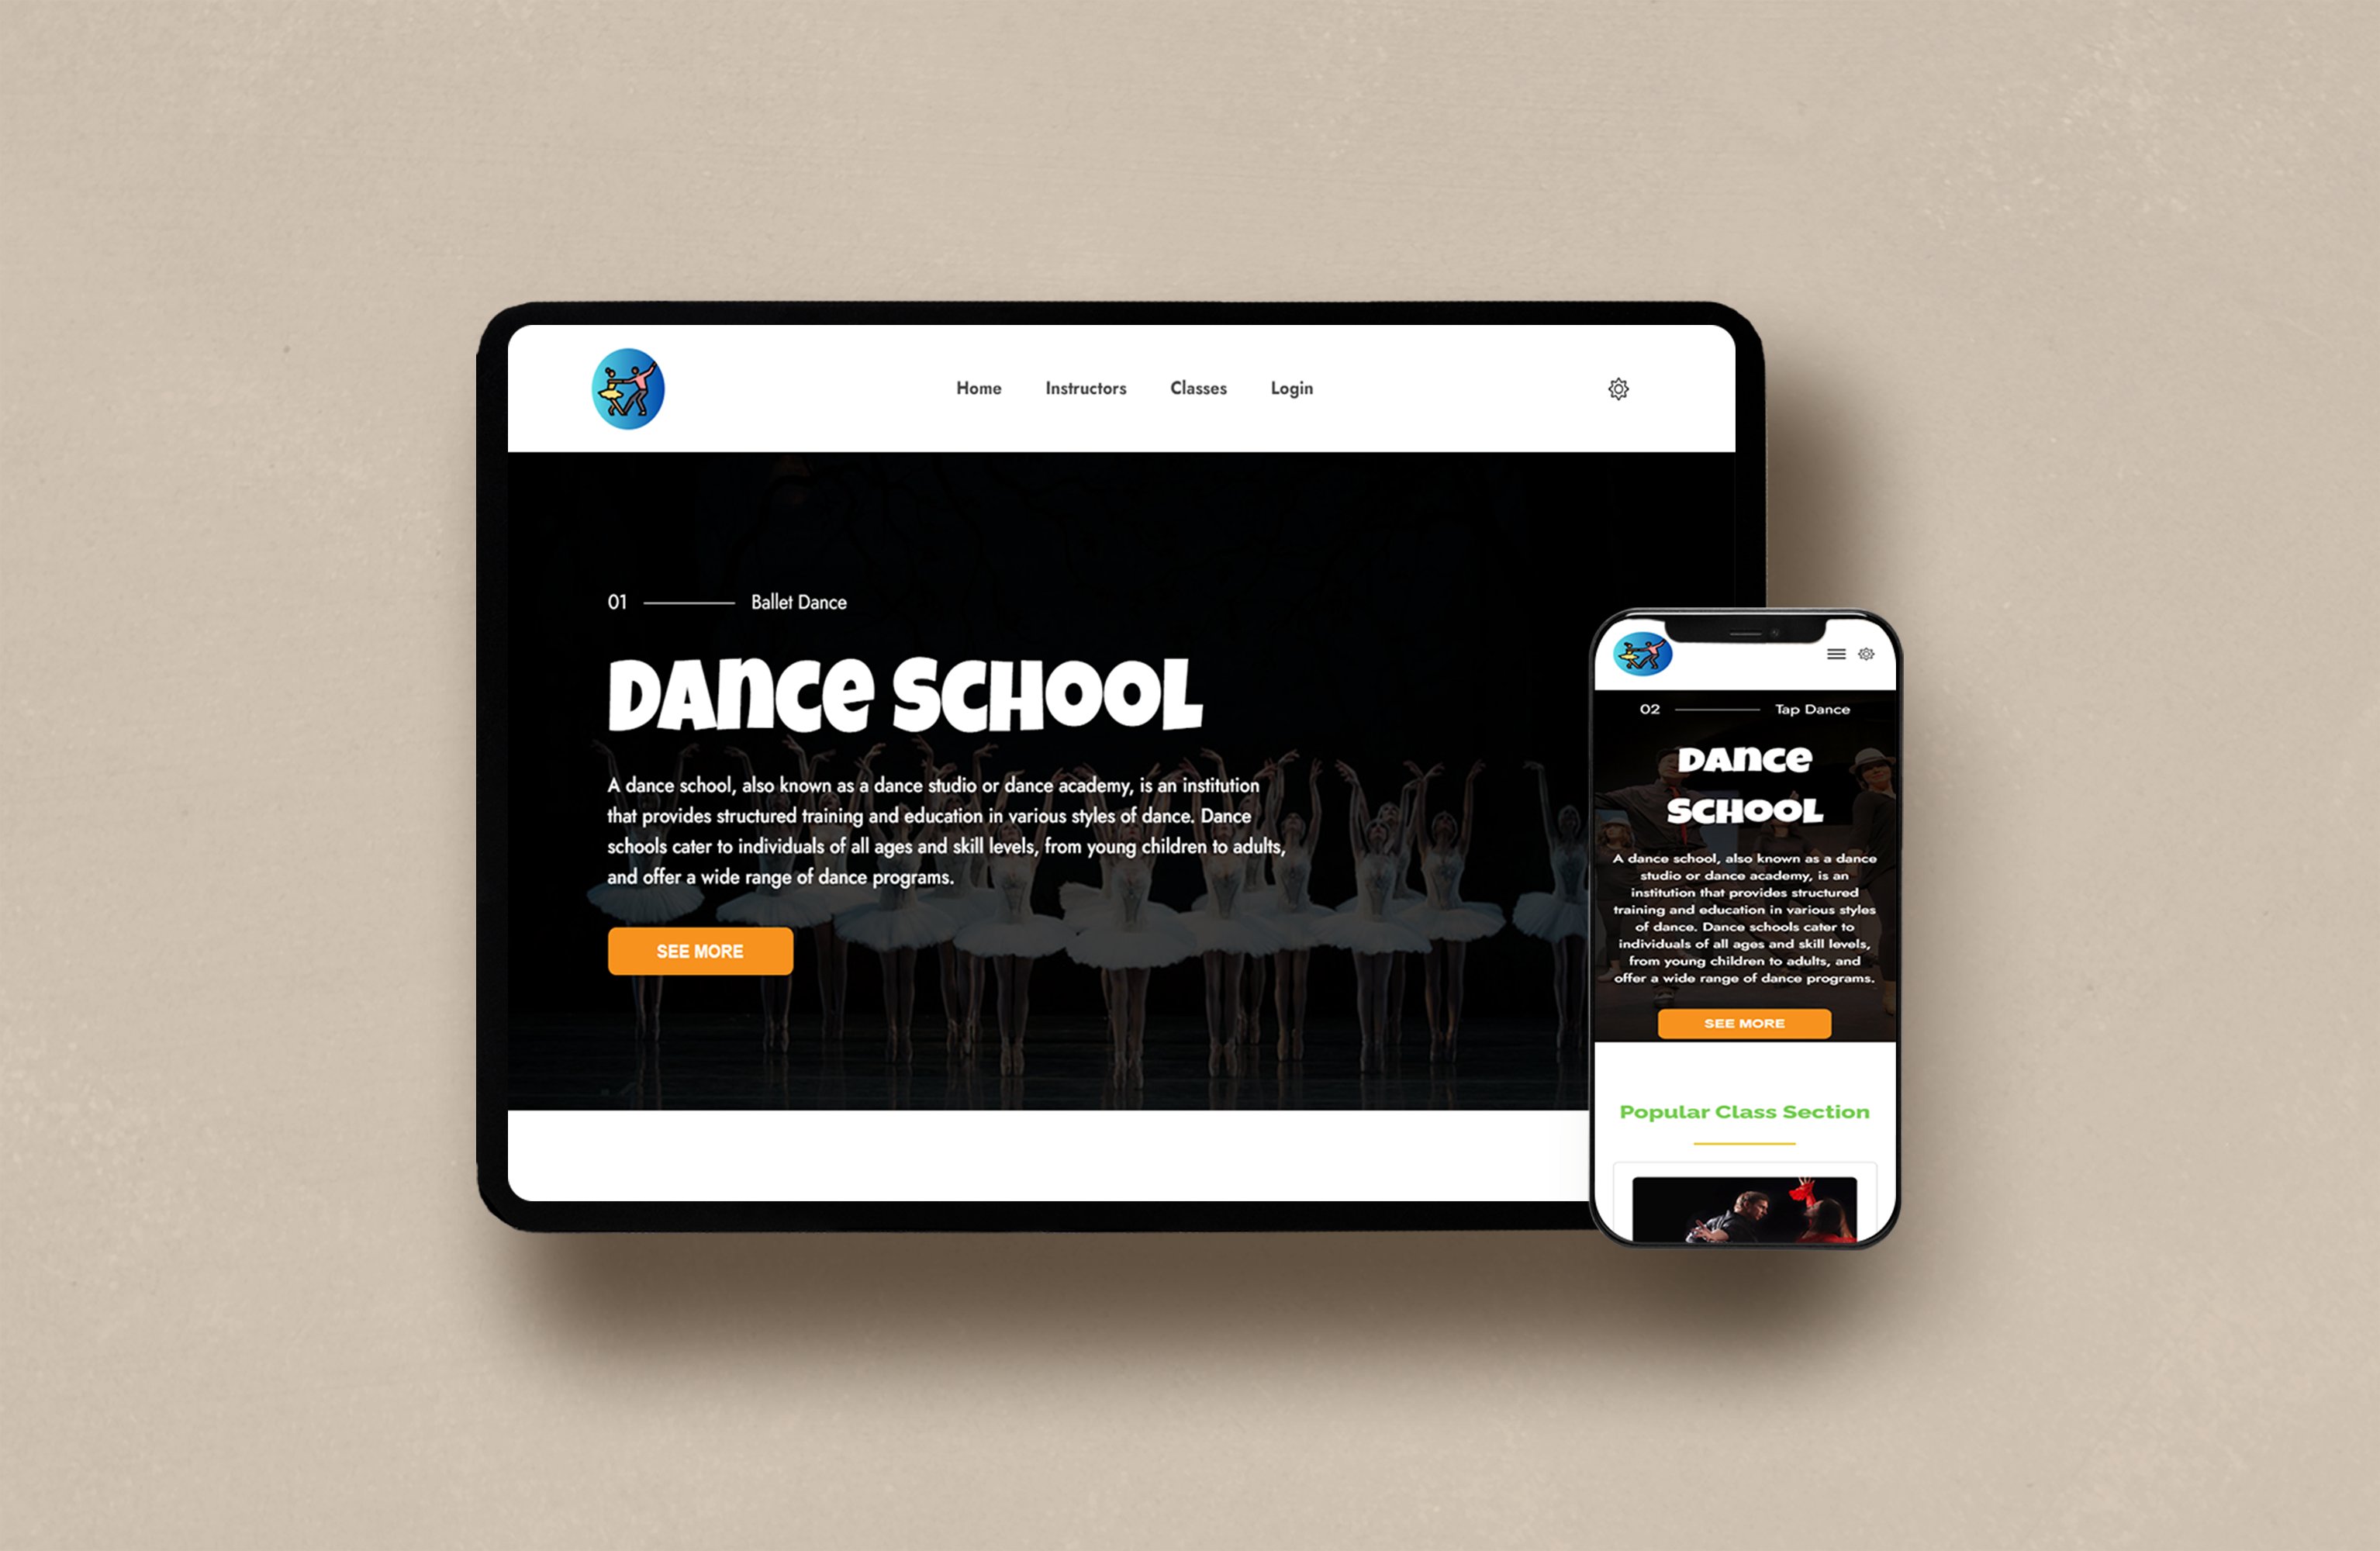 Home Instructors Classes Login
01 Ballet Dance
DAnce SCHOOL
A dance school, also known as a dance studio or dance academy, is an institution
that provides structured training and education in various styles of dance. Dance
schools cater to individuals of all ages and skill levels, from young children to adults,
and offer a wide range of dance programs.
SEE MORE
02 Tap Dance
DAnce
SCHOOL
A dance school, also known as a dance
studio or dance academy, is an
institution that provides structured
training and education in various styles
of dance. Dance schools cater to
individuals of all ages and skill levels,
from young children to adults, and
offer a wide range of dance programs.
SEE MORE
Popular Class Section